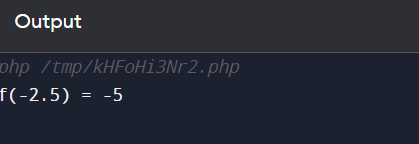 Output
php /tmp/kHFoHi3Nr2.php
f(-2.5) = -5